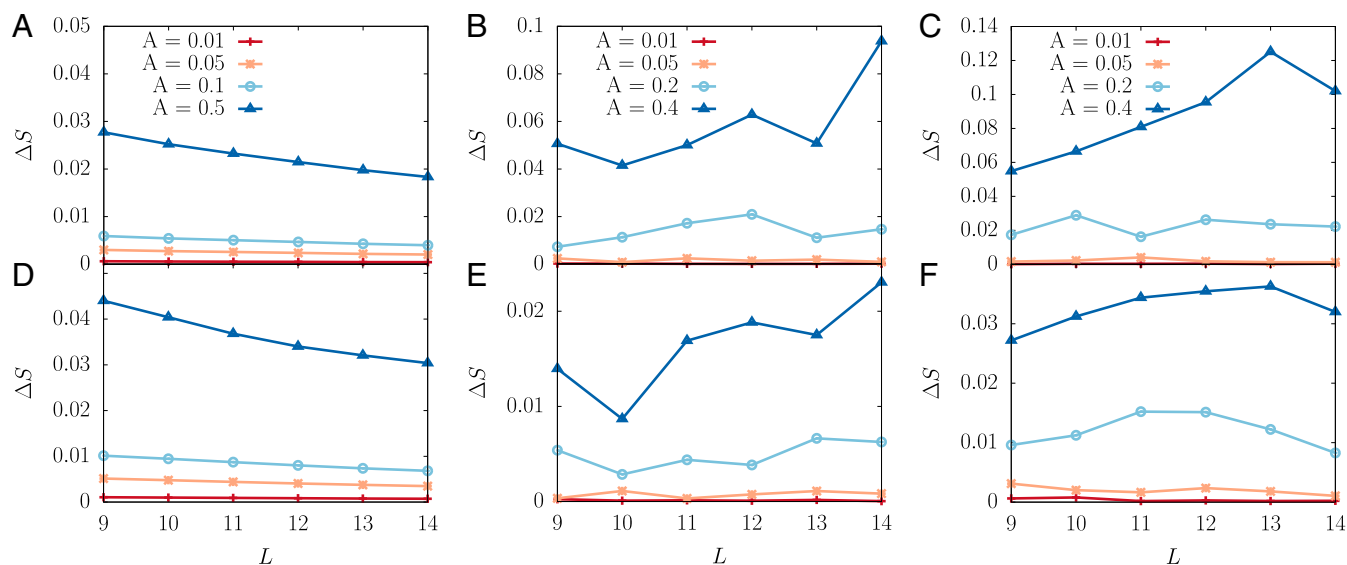 A
0.05
0.04
0.03
0.02
0.01
0
ΔS
A = 0.01
A = 0.05
A = 0.1
A = 0.5
B
0.1
0.08
0.06
0.04
0.02
0
ΔS
A = 0.01
A = 0.05
A = 0.2
A = 0.4
C
0.14
0.12
0.1
0.08
0.06
0.04
0.02
0
ΔS
A = 0.01
A = 0.05
A = 0.2
A = 0.4
D
0.04
0.03
0.02
0.01
0
ΔS
9 10 11 12 13 14
L
E
0.02
0.01
0
ΔS
9 10 11 12 13 14
L
F
0.03
0.02
0.01
0
ΔS
9 10 11 12 13 14
L